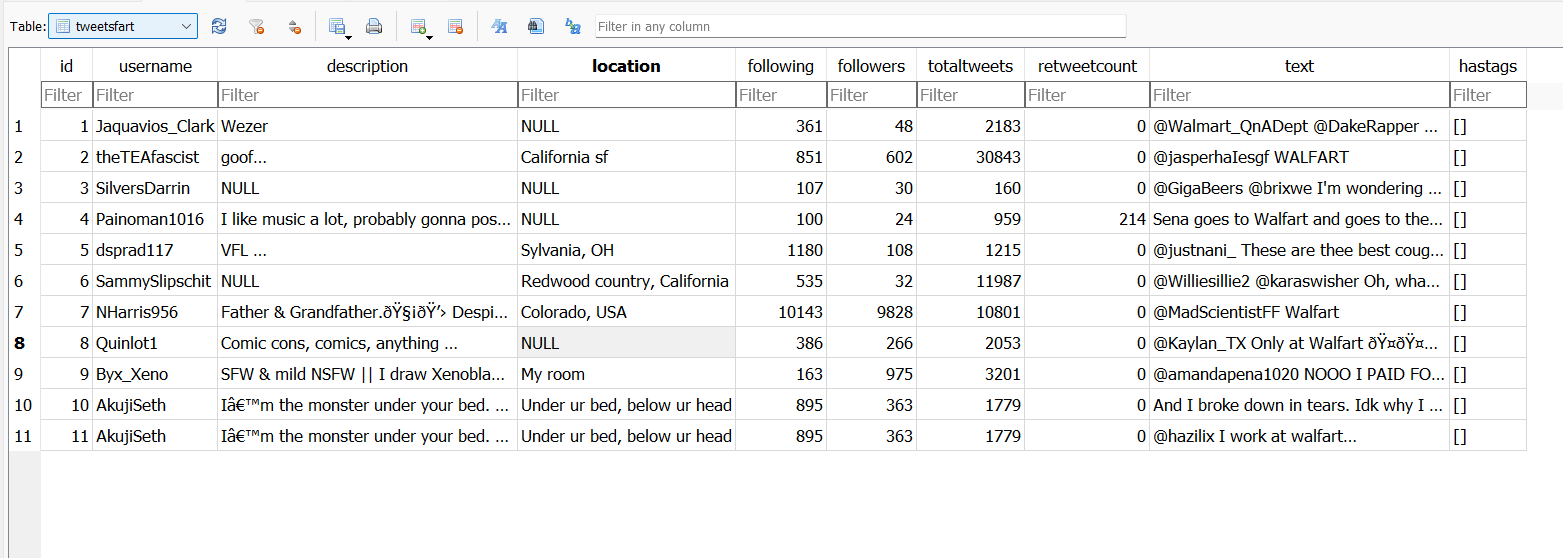 Table: tweetsfart Filter in any column
id username description location following followers totaltweets retweetcount text hastags
Filter Filter Filter Filter Filter Filter Filter Filter Filter Filter
1 1 Jaquavios_Clark Wezer NULL 361 48 2183 0 @Walmart_QnADept @DakeRapper ... []
2 2 theTEAfascist goof... California sf 851 602 30843 0 @jasperhaIesgf WALFART []
3 3 SilversDarrin NULL NULL 107 30 160 0 @GigaBeers @brixwe I'm wondering ... []
4 4 Painoman1016 I like music a lot, probably gonna pos... NULL 100 24 959 214 Sena goes to Walfart and goes to the... []
5 5 dsprad117 VFL ... Sylvania, OH 1180 108 1215 0 @justnani_ These are thee best coug... []
6 6 SammySlipschit NULL Redwood country, California 535 32 11987 0 @Williesillie2 @karaswisher Oh, wha... []
7 7 NHarris956 Father & Grandfather.ðŸ§¡ðŸ’› Despi... Colorado, USA 10143 9828 10801 0 @MadScientistFF Walfart []
8 8 Quinlot1 Comic cons, comics, anything ... NULL 386 266 2053 0 @Kaylan_TX Only at Walfart ðŸ¤ðŸ¤... []
9 9 Byx_Xeno SFW & mild NSFW || I draw Xenobla... My room 163 975 3201 0 @amandapena1020 NOOO I PAID FO... []
10 10 AkujiSeth Iâ€™m the monster under your bed. ... Under ur bed, below ur head 895 363 1779 0 And I broke down in tears. Idk why I ... []
11 11 AkujiSeth Iâ€™m the monster under your bed. ... Under ur bed, below ur head 895 363 1779 0 @hazilix I work at walfart... []